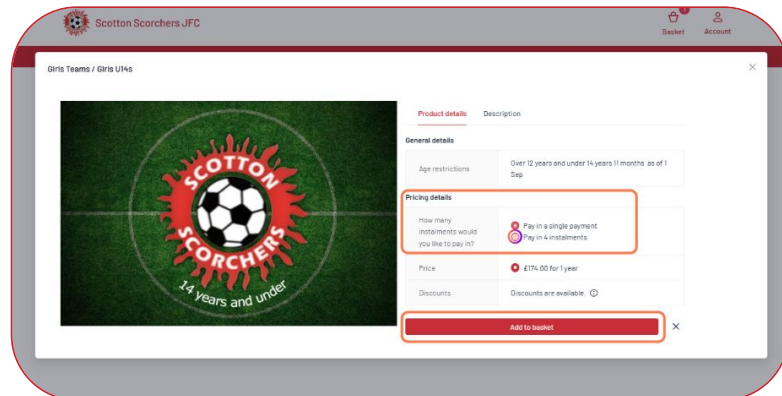 Scotton Scorchers JFC
1
Basket
Account
Girls Teams / Girls U14s
SCOTTON
SCORCHERS
14 years and under
Product details
Description
General details
Age restrictions
Over 12 years and under 14 years 11 months as of 1
Sep
Pricing details
How many
instalments would
you like to pay in?
Pay in a single payment
Pay in 4 instalments
Price
£174.00 for 1 year
Discounts
Discounts are available.
Add to basket